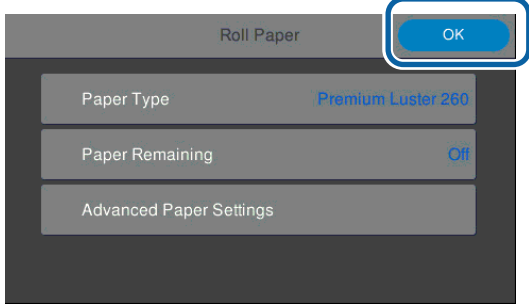 Roll Paper
OK
Paper Type
Premium Luster 260
Paper Remaining
Off
Advanced Paper Settings